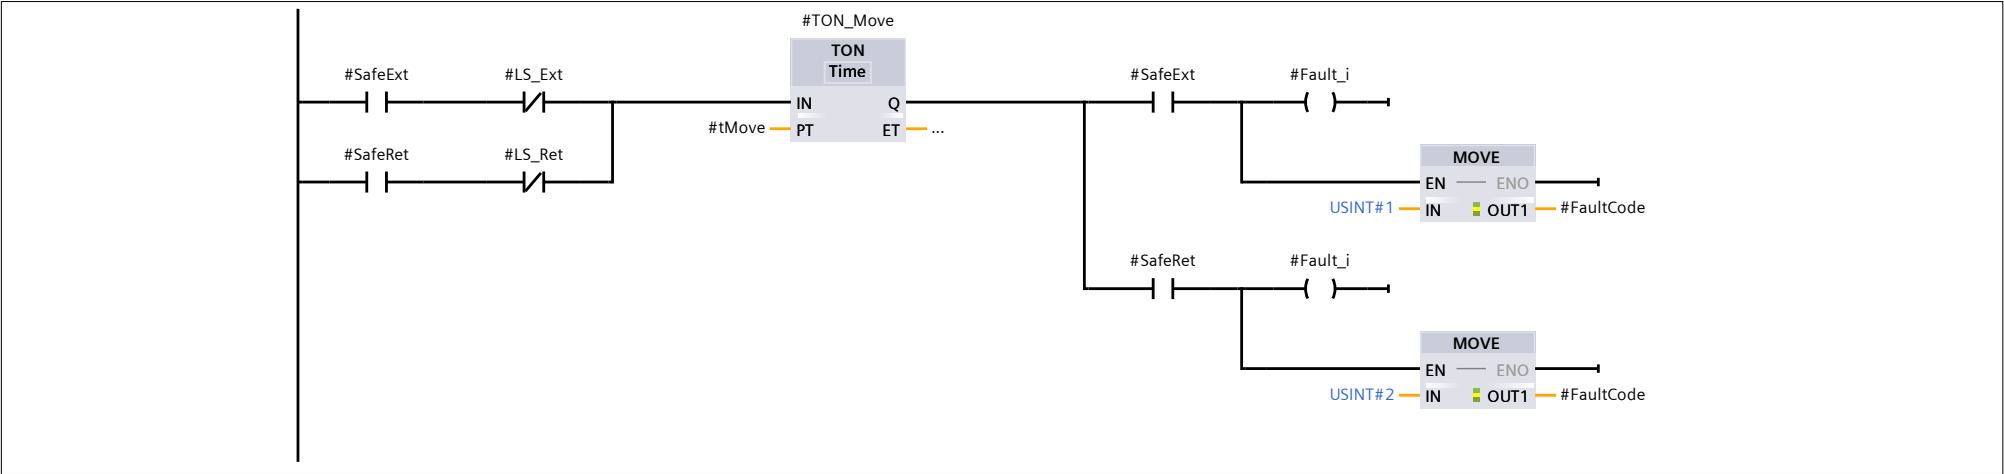 #TON_Move
TON
Time
#SafeExt
#LS_Ext
#SafeExt
#Fault_i
IN
Q
#tMove
PT
ET
...
#SafeRet
#LS_Ret
MOVE
EN
ENO
USINT#1
IN
OUT1
#FaultCode
#SafeRet
#Fault_i
MOVE
EN
ENO
USINT#2
IN
OUT1
#FaultCode